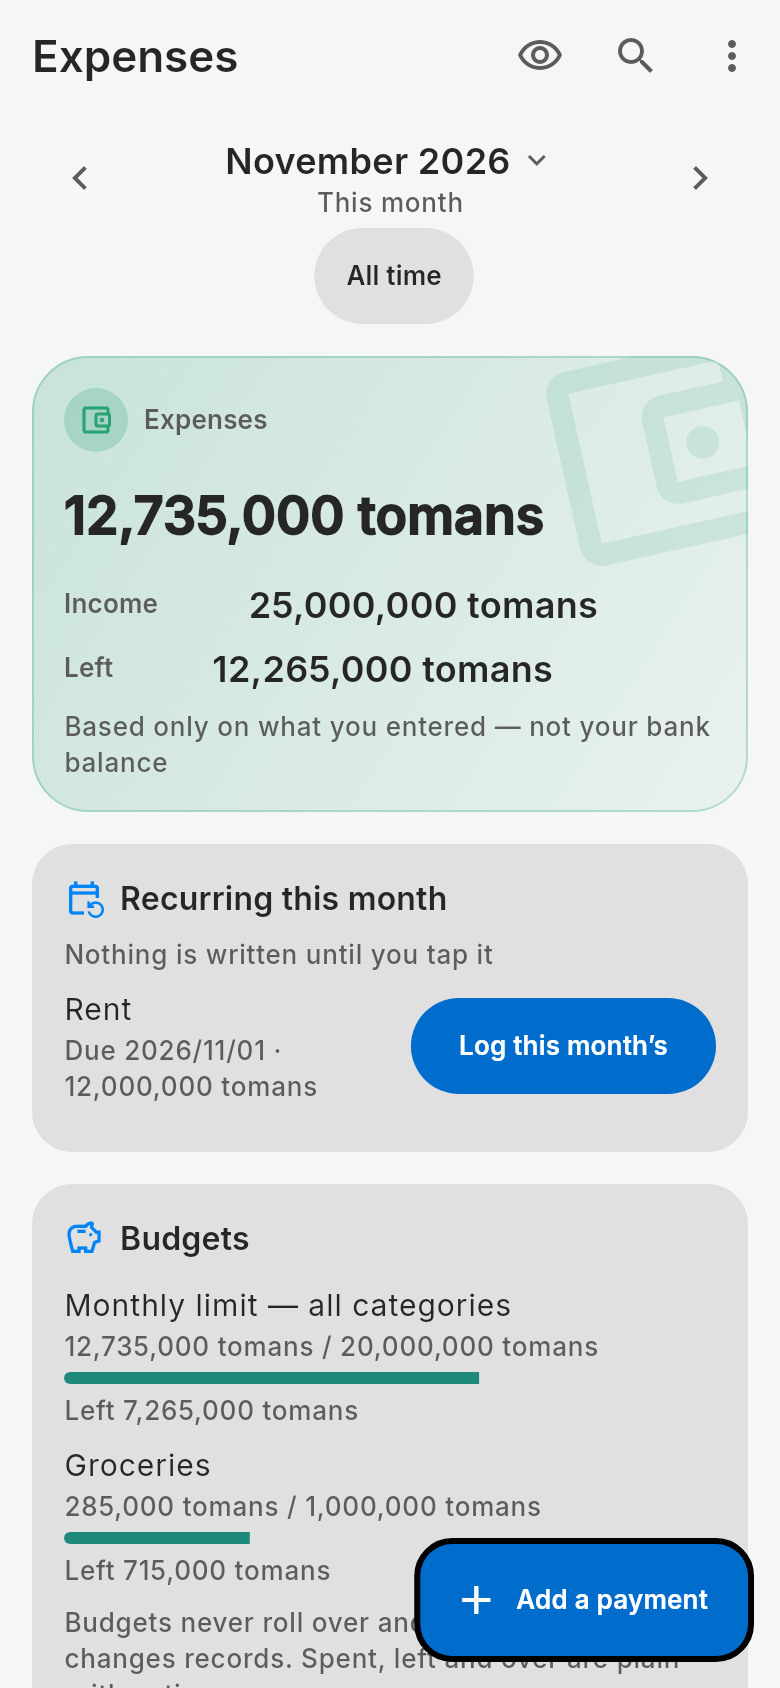 Expenses
November 2026
This month
All time
Expenses
12,735,000 tomans
Income 25,000,000 tomans
Left 12,265,000 tomans
Based only on what you entered — not your bank
balance
Recurring this month
Nothing is written until you tap it
Rent
Due 2026/11/01 ·
12,000,000 tomans
Log this month’s
Budgets
Monthly limit — all categories
12,735,000 tomans / 20,000,000 tomans
Left 7,265,000 tomans
Groceries
285,000 tomans / 1,000,000 tomans
Left 715,000 tomans
Add a payment
Budgets never roll over
changes records. Spent, left and over are plain